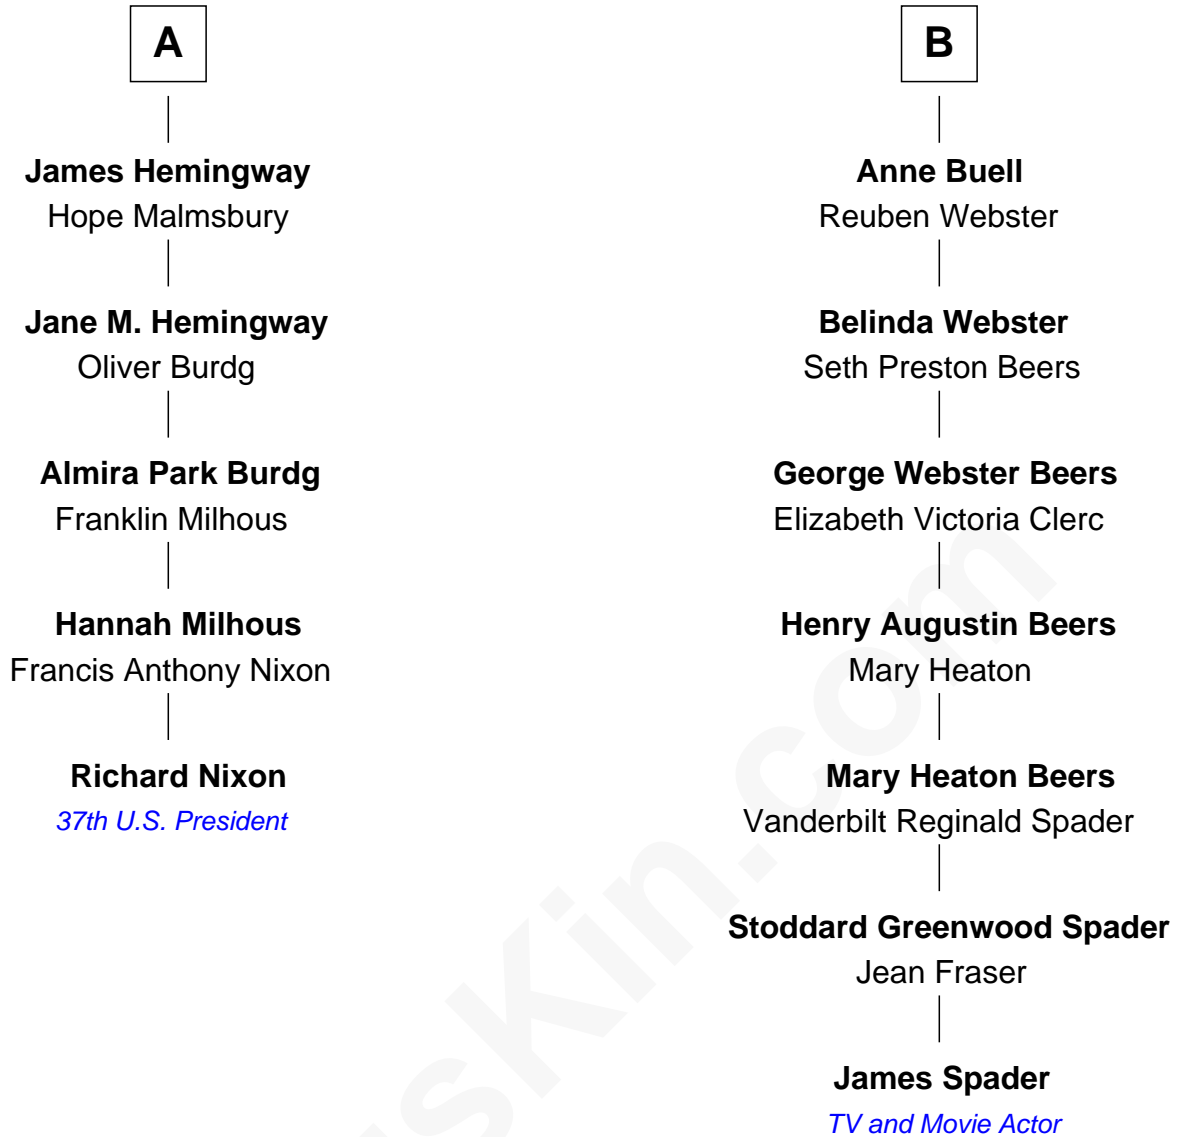 A
James Hemingway
Hope Malmsbury
Jane M. Hemingway
Oliver Burdg
Almira Park Burdg
Franklin Milhous
Hannah Milhous
Francis Anthony Nixon
Richard Nixon
37th U.S. President
B
Anne Buell
Reuben Webster
Belinda Webster
Seth Preston Beers
George Webster Beers
Elizabeth Victoria Clerc
Henry Augustin Beers
Mary Heaton
Mary Heaton Beers
Vanderbilt Reginald Spader
Stoddard Greenwood Spader
Jean Fraser
James Spader
TV and Movie Actor
sKin.com